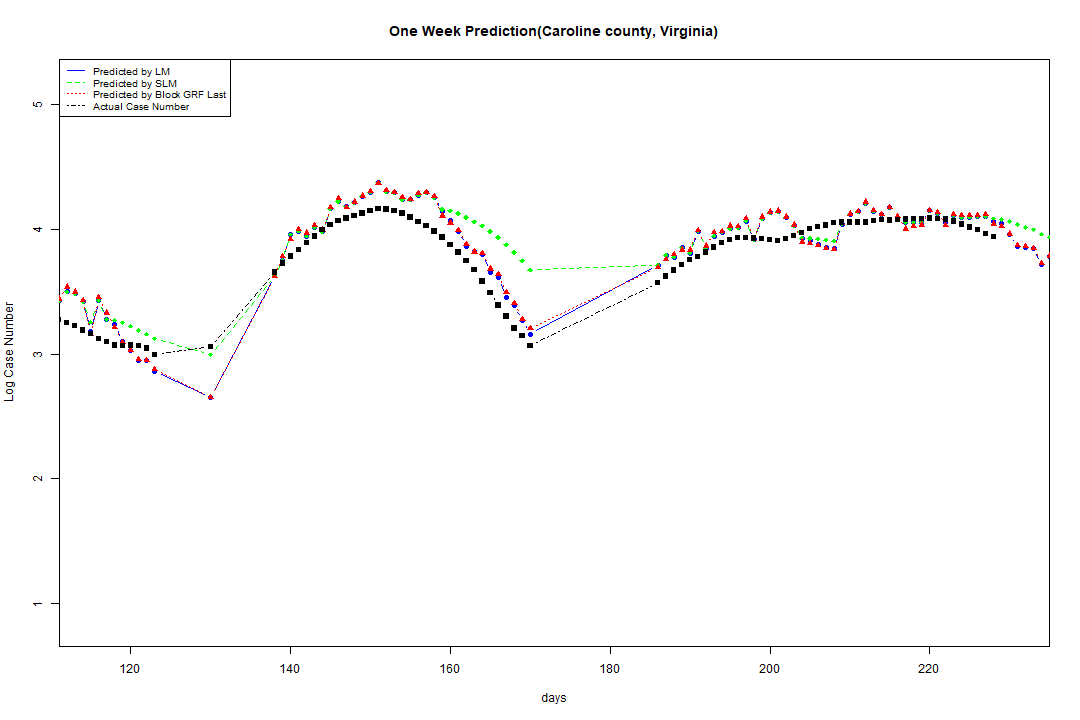 One Week Prediction(Caroline county, Virginia)
Predicted by LM
Predicted by SLM
Predicted by Block GRF Last
Actual Case Number
5
4
3
2
1
Log Case Number
120 140 160 180 200 220
days